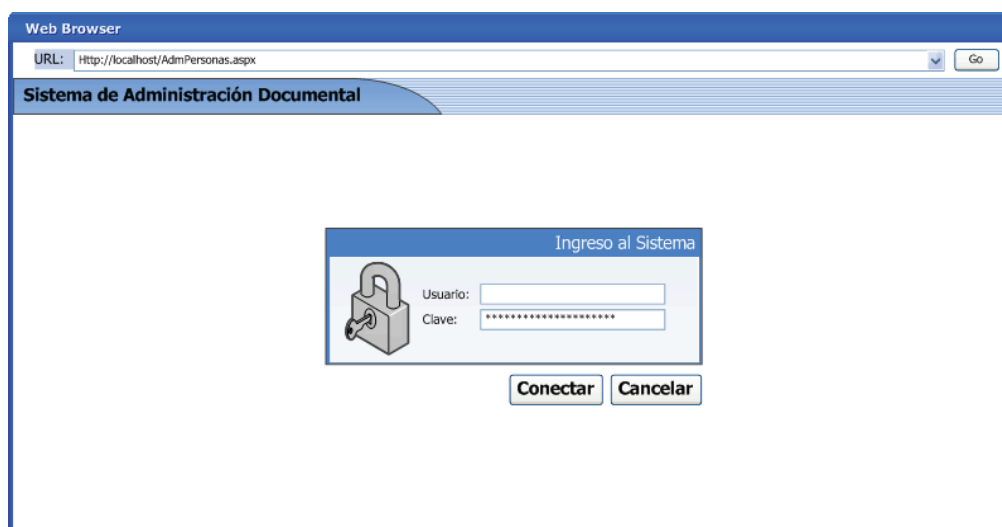 Web Browser
URL: Http://localhost/AdmPersonas.aspx Go
Sistema de Administración Documental
Ingreso al Sistema
Usuario:
Clave: *********************
Conectar Cancelar